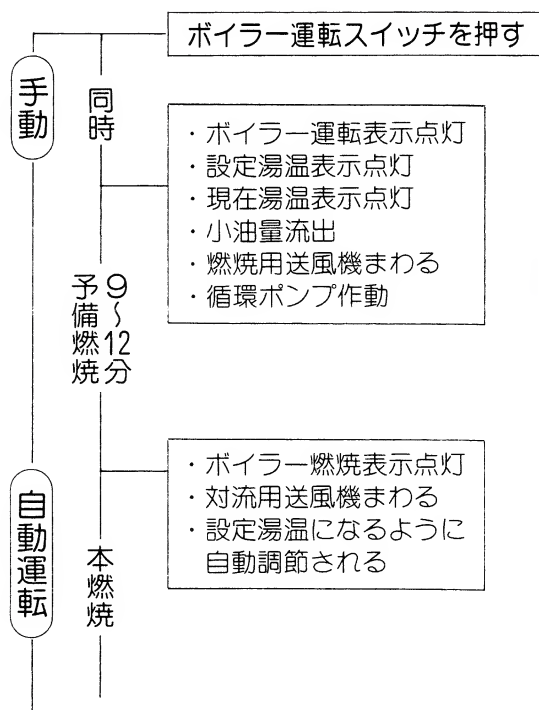 ボイラー運転スイッチを押す
手動
同時
・ボイラー運転表示点灯
・設定湯温表示点灯
・現在湯温表示点灯
・小油量流出
・燃焼用送風機まわる
・循環ポンプ作動
9～12分
予備燃焼
・ボイラー燃焼表示点灯
・対流用送風機まわる
・設定湯温になるように
自動調節される
自動運転
本燃焼